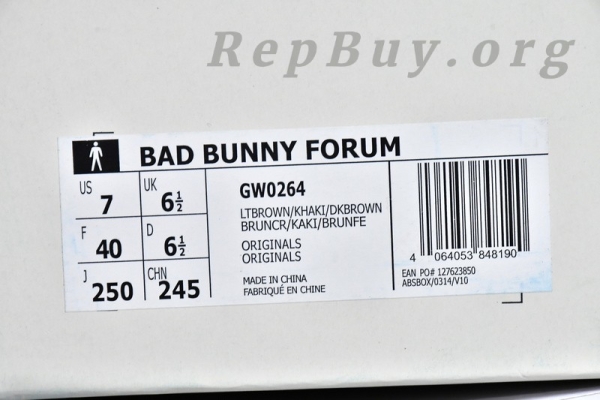 RepBuy.org
BAD BUNNY FORUM
US 7 UK 6½
F 40 D 6½
J 250 CHN 245
GW0264
LTBROWN/KHAKI/DKBROWN
BRUNCR/KAKI/BRUNFE
ORIGINALS
ORIGINALS
MADE IN CHINA
FABRIQUÉ EN CHINE
4 064053 848190
EAN PO# 127623850
ABSBOX/0314/V10